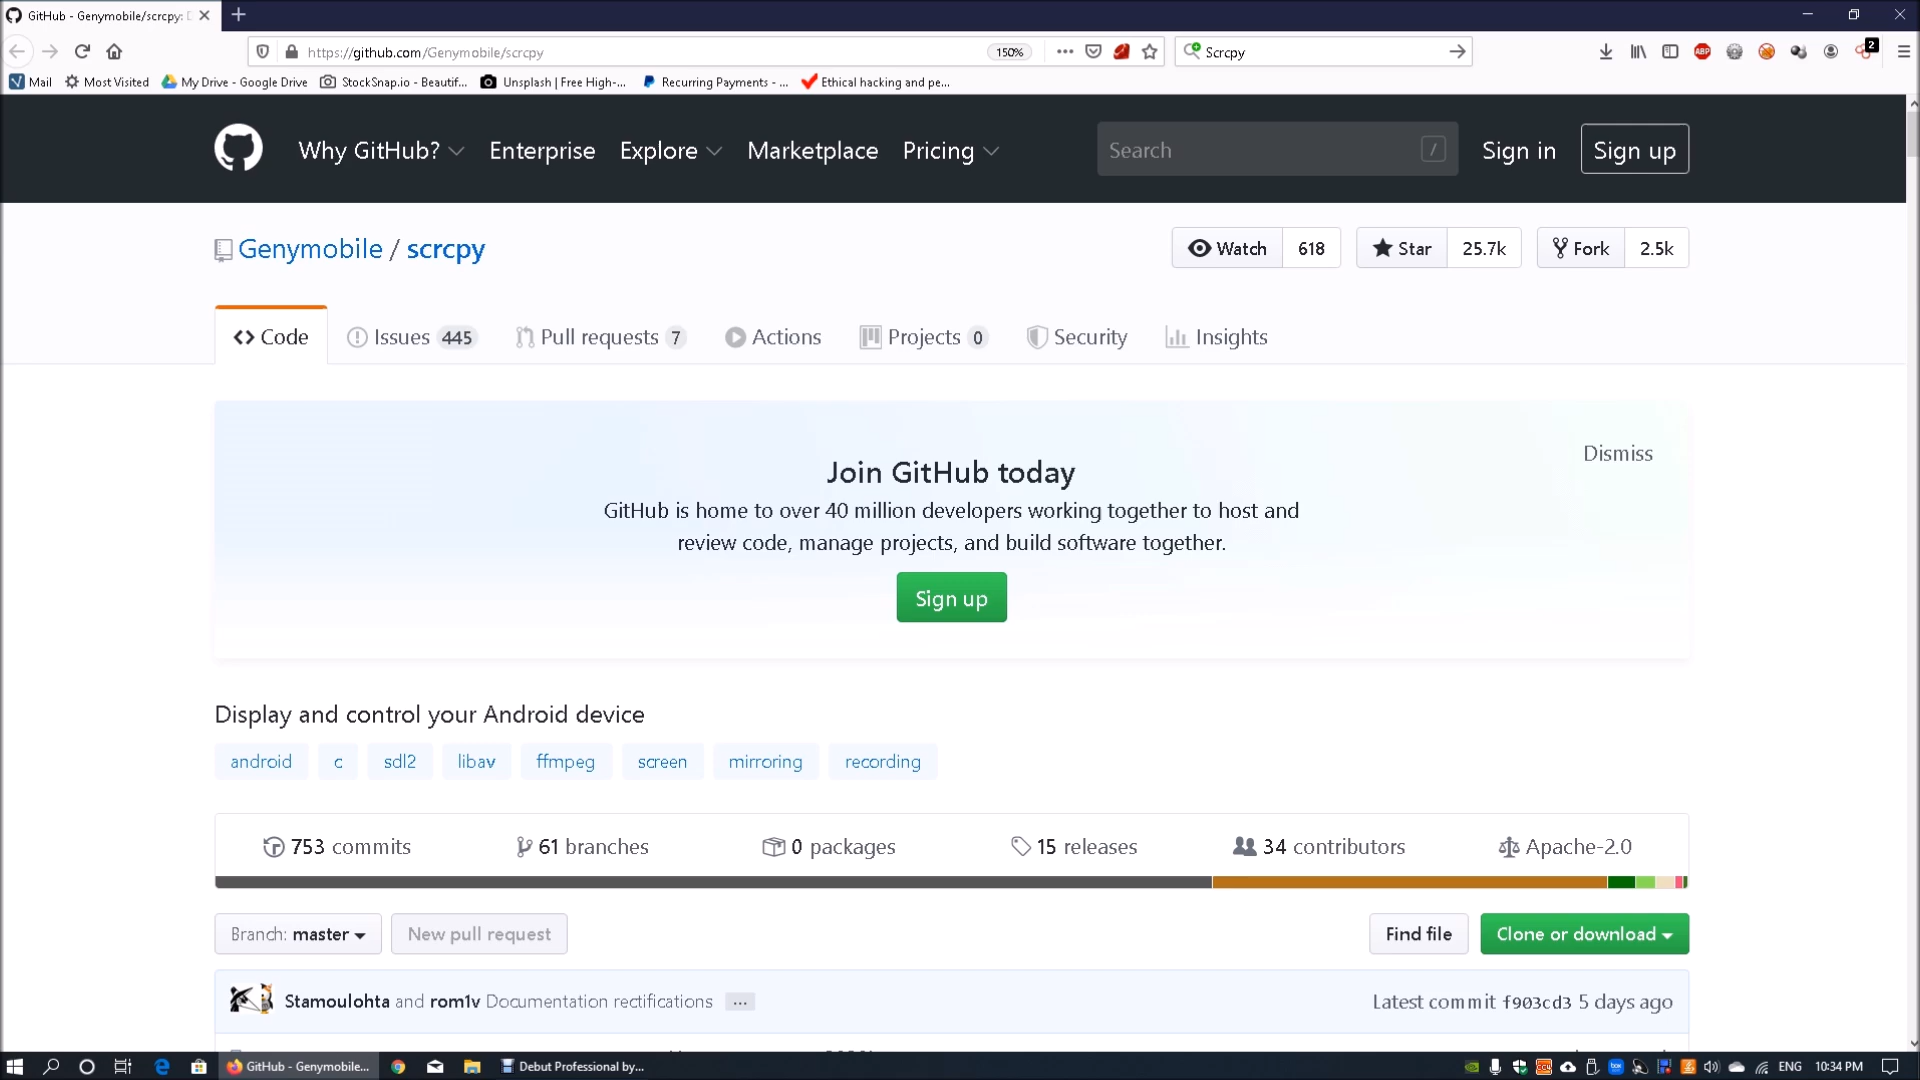 GitHub - Genymobile/scrcpy:
https://github.com/Genymobile/scrcpy
150%
Scrcpy
2
Mail
Most Visited
My Drive - Google Drive
StockSnap.io - Beautif...
Unsplash | Free High-...
Recurring Payments - ...
Ethical hacking and pe...
Why GitHub?
Enterprise
Explore
Marketplace
Pricing
Search
/
Sign in
Sign up
Genymobile / scrcpy
Watch 618
Star 25.7k
Fork 2.5k
Code
Issues 445
Pull requests 7
Actions
Projects 0
Security
Insights
Dismiss
Join GitHub today
GitHub is home to over 40 million developers working together to host and
review code, manage projects, and build software together.
Sign up
Display and control your Android device
android
c
sdl2
libav
ffmpeg
screen
mirroring
recording
753 commits
61 branches
0 packages
15 releases
34 contributors
Apache-2.0
Branch: master
New pull request
Find file
Clone or download
Stamoulohta and rom1v Documentation rectifications ...
Latest commit f903cd3 5 days ago
GitHub - Genymobile...
Debut Professional by...
ENG
10:34 PM